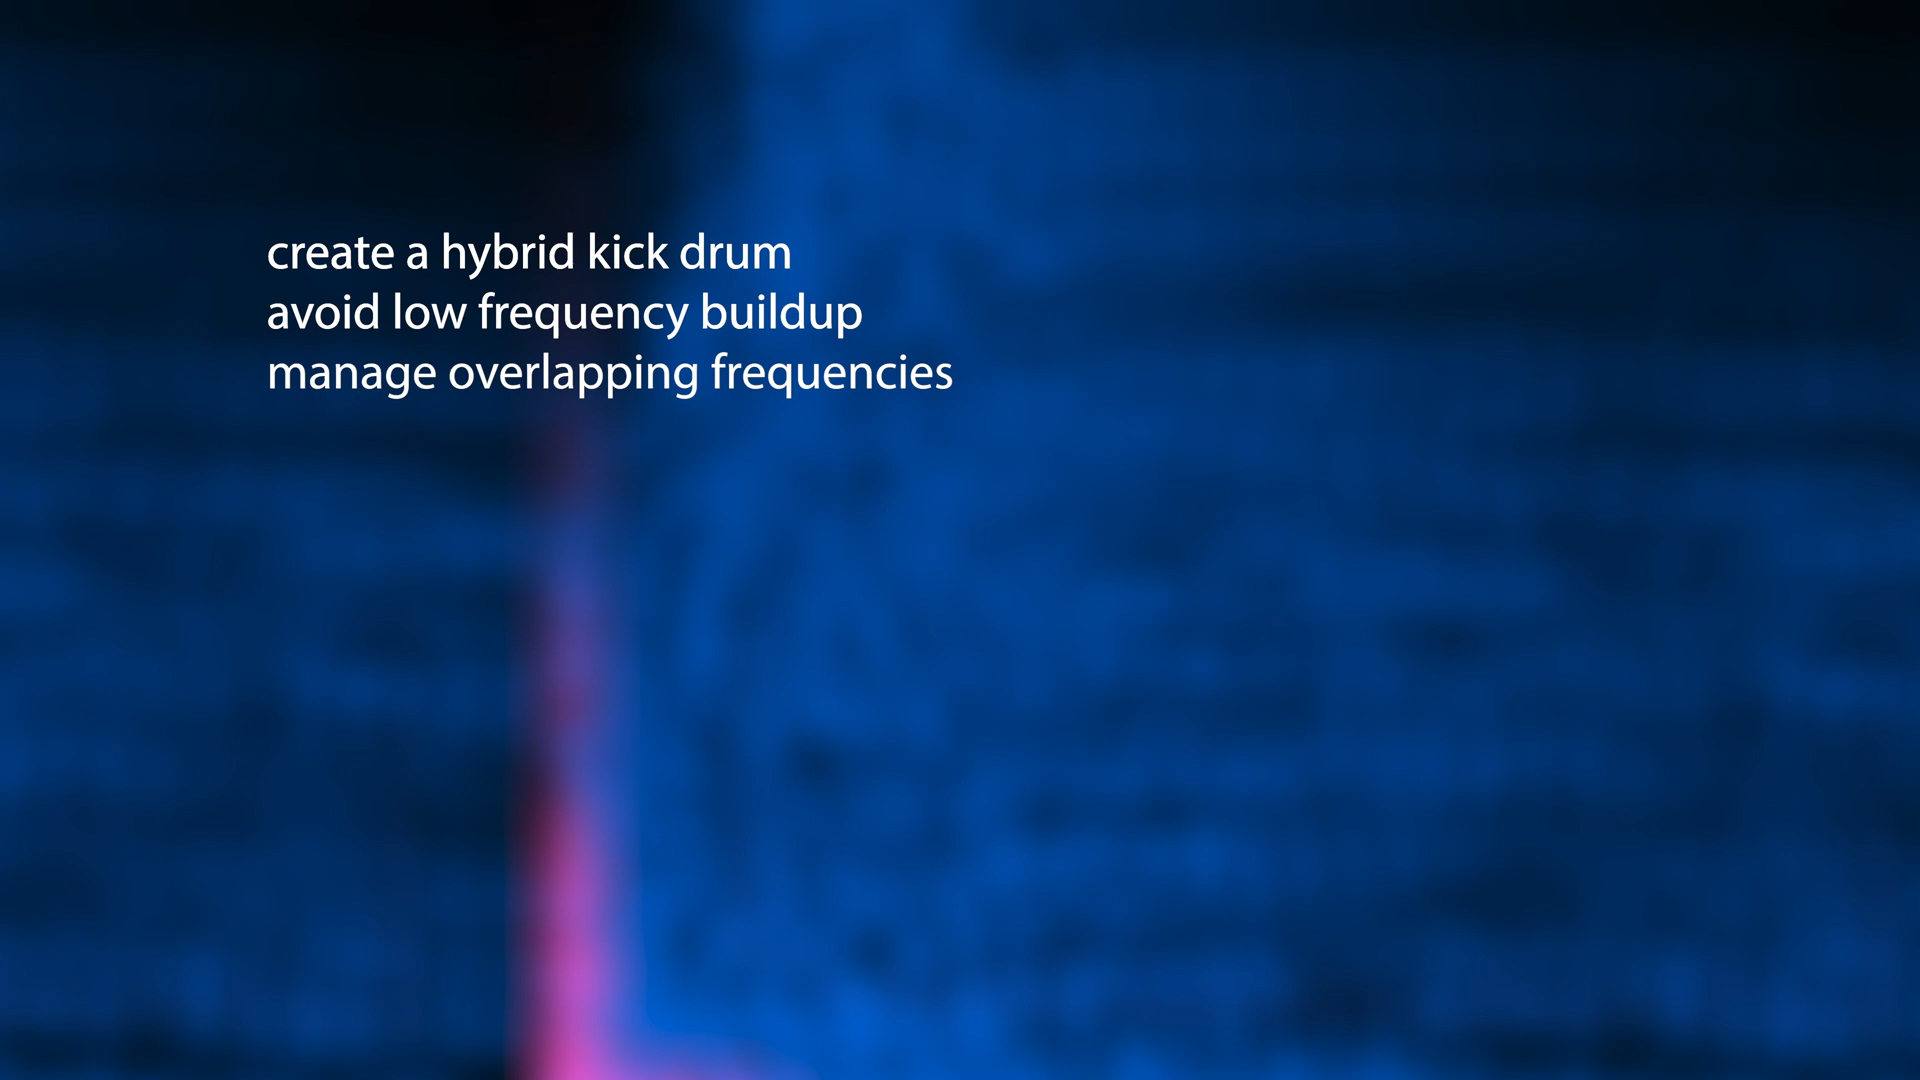 create a hybrid kick drum
avoid low frequency buildup
manage overlapping frequencies